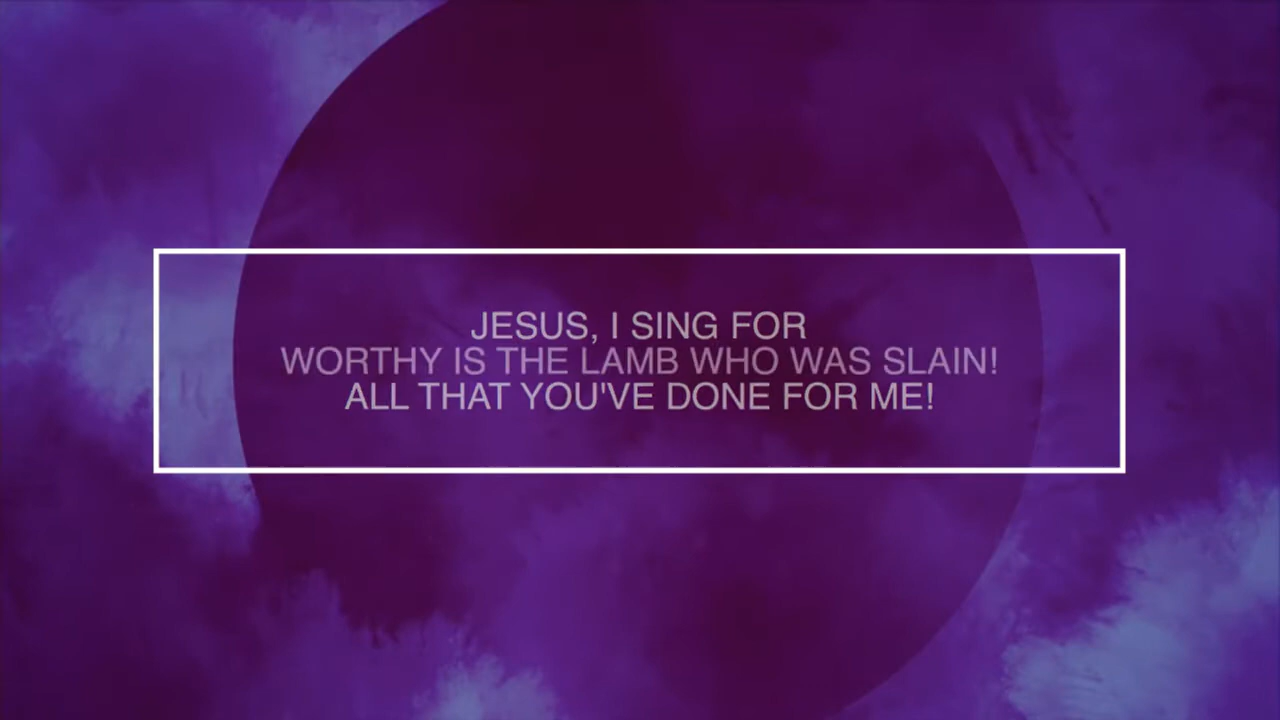 JESUS, I SING FOR
WORTHY IS THE LAMB WHO WAS SLAIN!
ALL THAT YOU'VE DONE FOR ME!